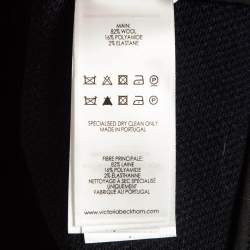 MAIN:
82% WOOL
16% POLYAMIDE
2% ELASTANE
SPECIALISED DRY CLEAN ONLY
MADE IN PORTUGAL
FIBRE PRINCIPALE:
82% LAINE
16% POLYAMIDE
2% ELASTHANNE
NETTOYAGE A SEC SPECIALISÉ
UNIQUEMENT
FABRIQUE AU PORTUGAL
www.victoriabeckham.com